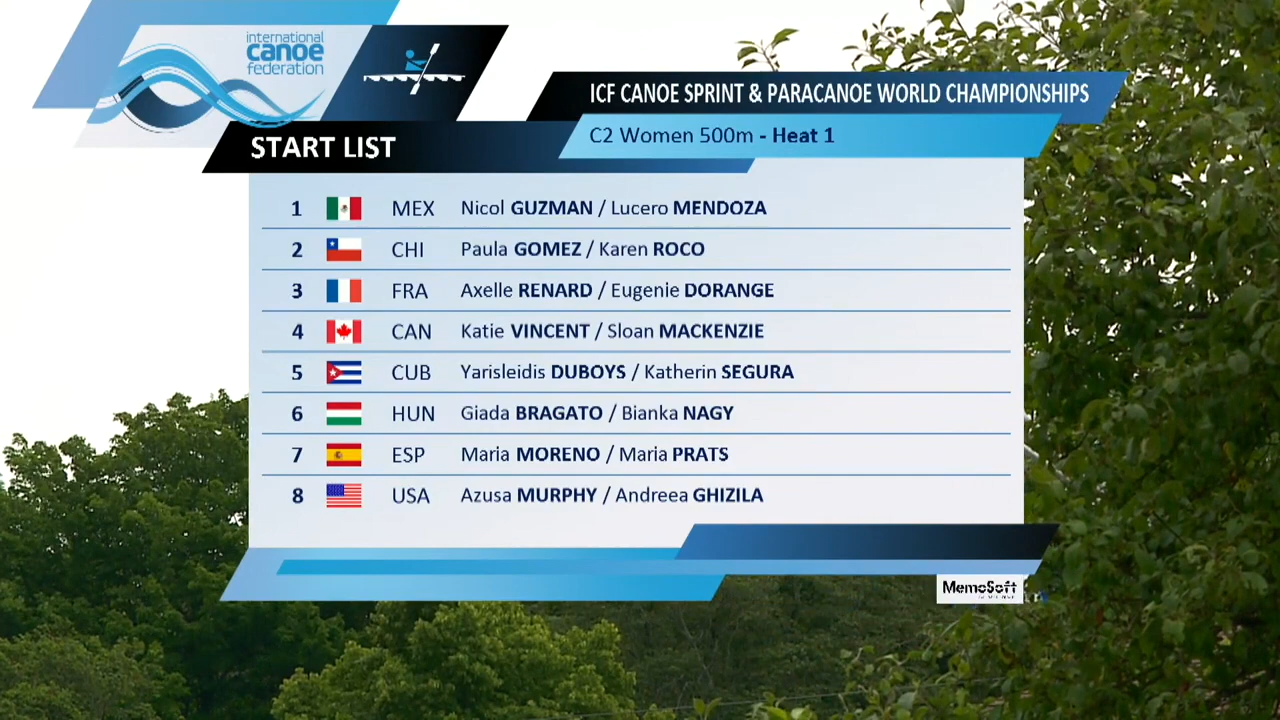 international
canoe
federation
ICF CANOE SPRINT & PARACANOE WORLD CHAMPIONSHIPS
START LIST
C2 Women 500m - Heat 1
1 MEX Nicol GUZMAN / Lucero MENDOZA
2 CHI Paula GOMEZ / Karen ROCO
3 FRA Axelle RENARD / Eugenie DORANGE
4 CAN Katie VINCENT / Sloan MACKENZIE
5 CUB Yarisleidis DUBOYS / Katherin SEGURA
6 HUN Giada BRAGATO / Bianka NAGY
7 ESP Maria MORENO / Maria PRATS
8 USA Azusa MURPHY / Andreea GHIZILA
MemoSoft